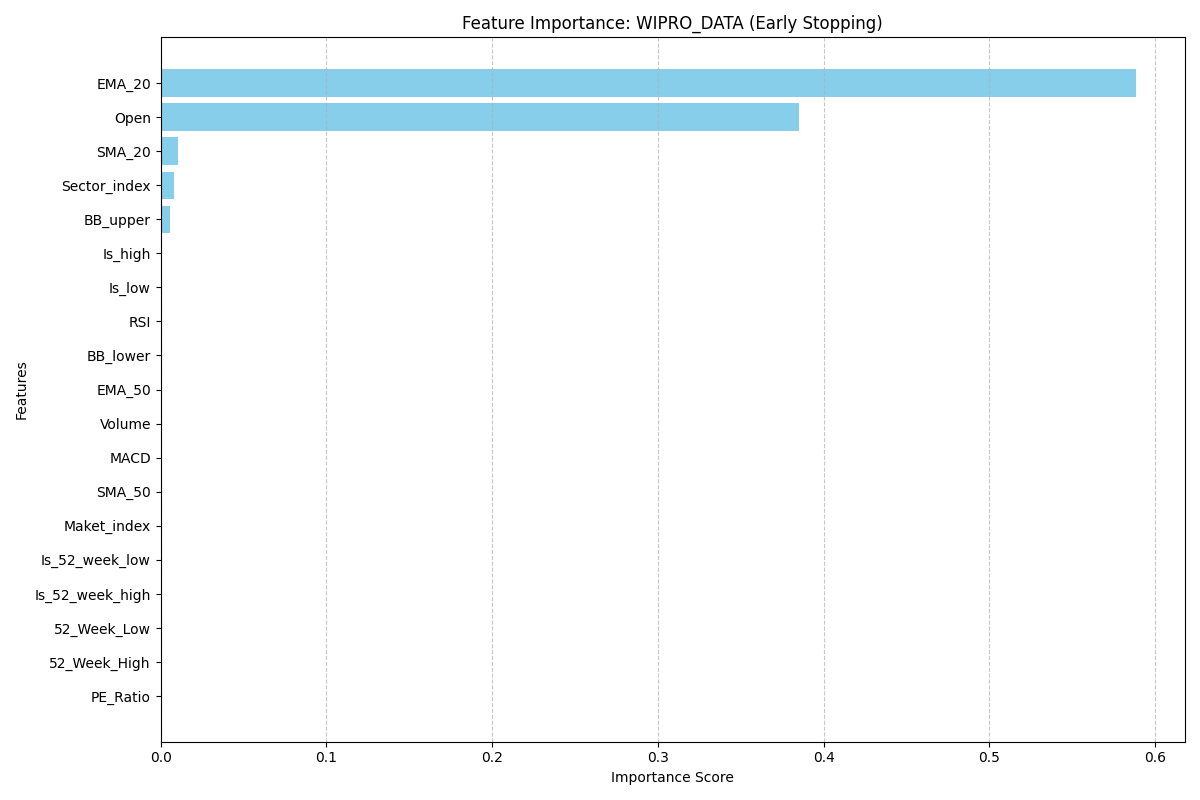 Feature Importance: WIPRO_DATA (Early Stopping)
Features
EMA_20
Open
SMA_20
Sector_index
BB_upper
Is_high
Is_low
RSI
BB_lower
EMA_50
Volume
MACD
SMA_50
Maket_index
Is_52_week_low
Is_52_week_high
52_Week_Low
52_Week_High
PE_Ratio
0.0 0.1 0.2 0.3 0.4 0.5 0.6
Importance Score